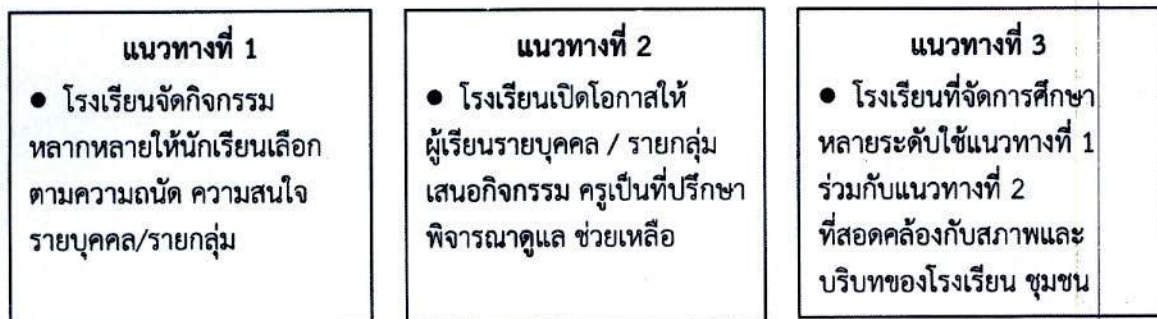 แนวทางที่ 1
● โรงเรียนจัดกิจกรรม
หลากหลายให้นักเรียนเลือก
ตามความถนัด ความสนใจ
รายบุคคล/รายกลุ่ม
แนวทางที่ 2
● โรงเรียนเปิดโอกาสให้
ผู้เรียนรายบุคคล / รายกลุ่ม
เสนอกิจกรรม ครูเป็นที่ปรึกษา
พิจารณาดูแล ช่วยเหลือ
แนวทางที่ 3
● โรงเรียนที่จัดการศึกษา
หลายระดับใช้แนวทางที่ 1
ร่วมกับแนวทางที่ 2
ที่สอดคล้องกับสภาพและ
บริบทของโรงเรียน ชุมชน